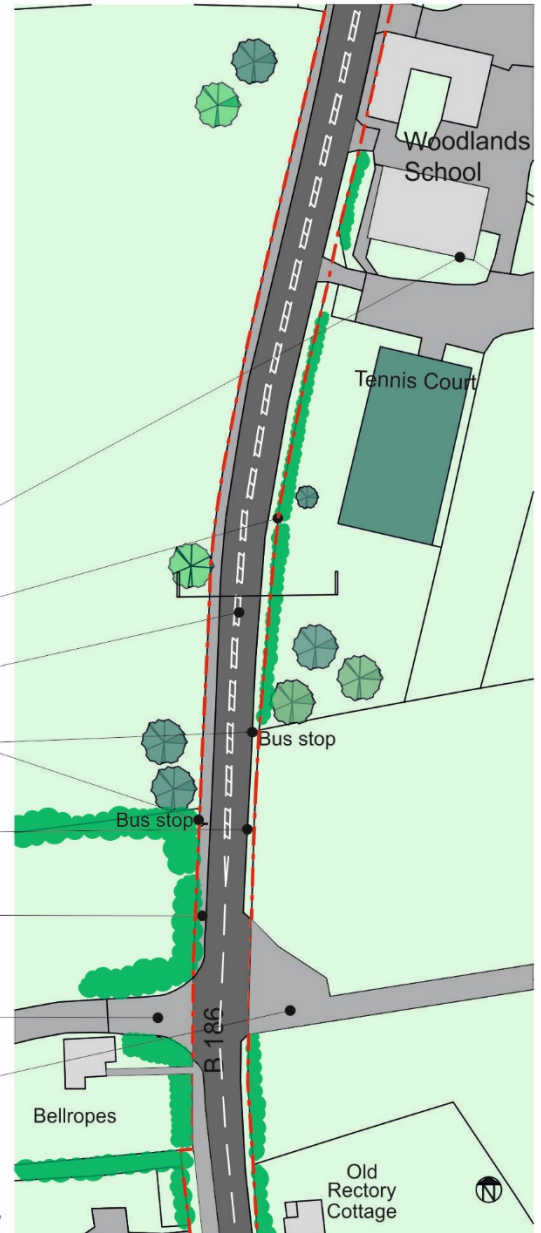 Woodlands
School
Tennis Court
Bus stop
Bus stop
B 186
Bellropes
Old
Rectory
Cottage
N